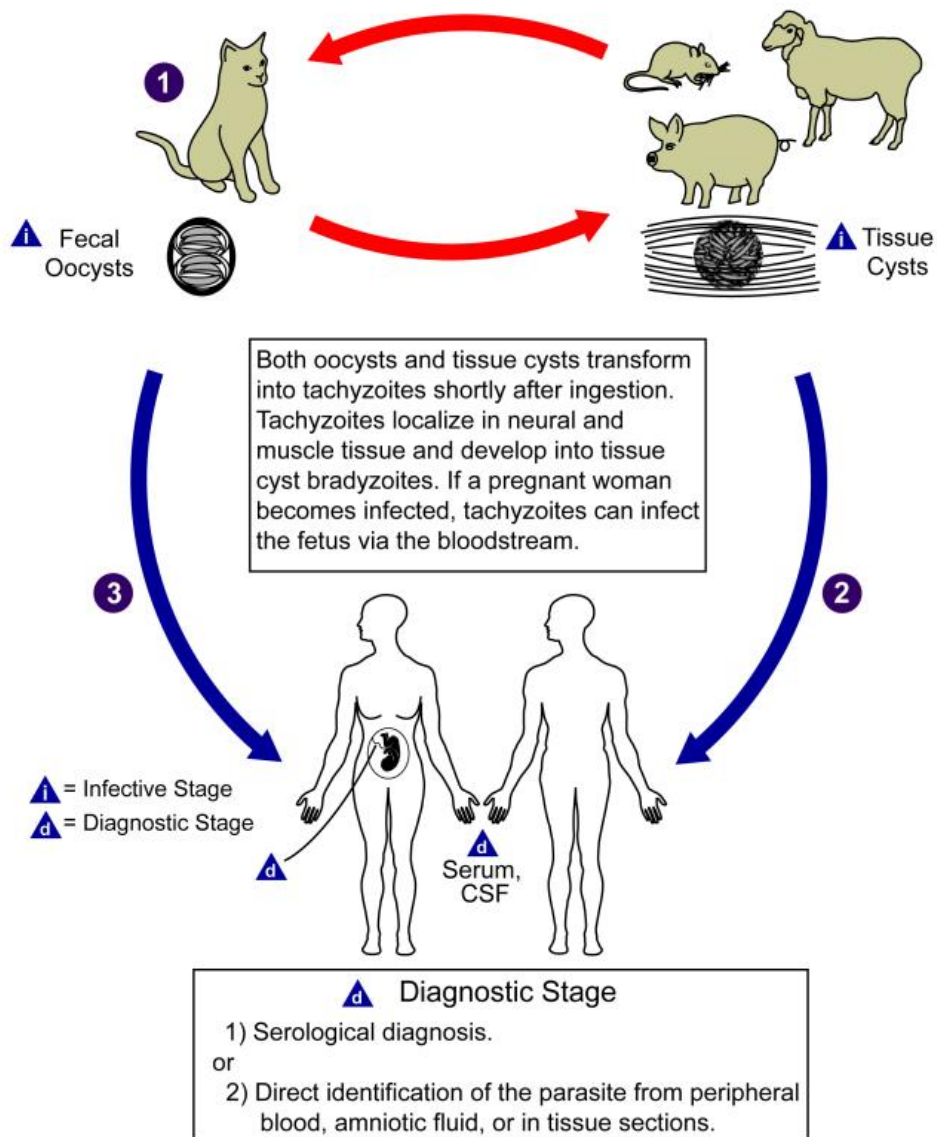 1
i Fecal
Oocysts
i Tissue
Cysts
Both oocysts and tissue cysts transform
into tachyzoites shortly after ingestion.
Tachyzoites localize in neural and
muscle tissue and develop into tissue
cyst bradyzoites. If a pregnant woman
becomes infected, tachyzoites can infect
the fetus via the bloodstream.
3
2
i = Infective Stage
d = Diagnostic Stage
d
d
Serum,
CSF
d Diagnostic Stage
1) Serological diagnosis.
or
2) Direct identification of the parasite from peripheral
blood, amniotic fluid, or in tissue sections.